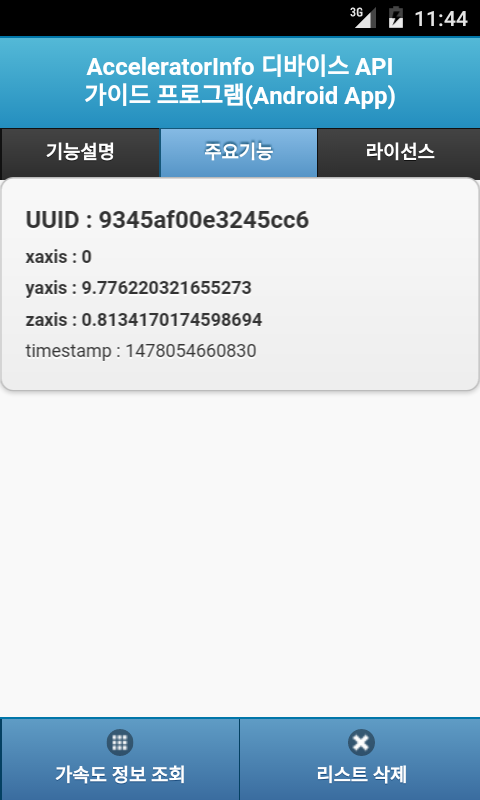 3G 11:44
AcceleratorInfo 디바이스 API
가이드 프로그램(Android App)
기능설명 주요기능 라이선스
UUID : 9345af00e3245cc6
xaxis : 0
yaxis : 9.776220321655273
zaxis : 0.8134170174598694
timestamp : 1478054660830
가속도 정보 조회 리스트 삭제